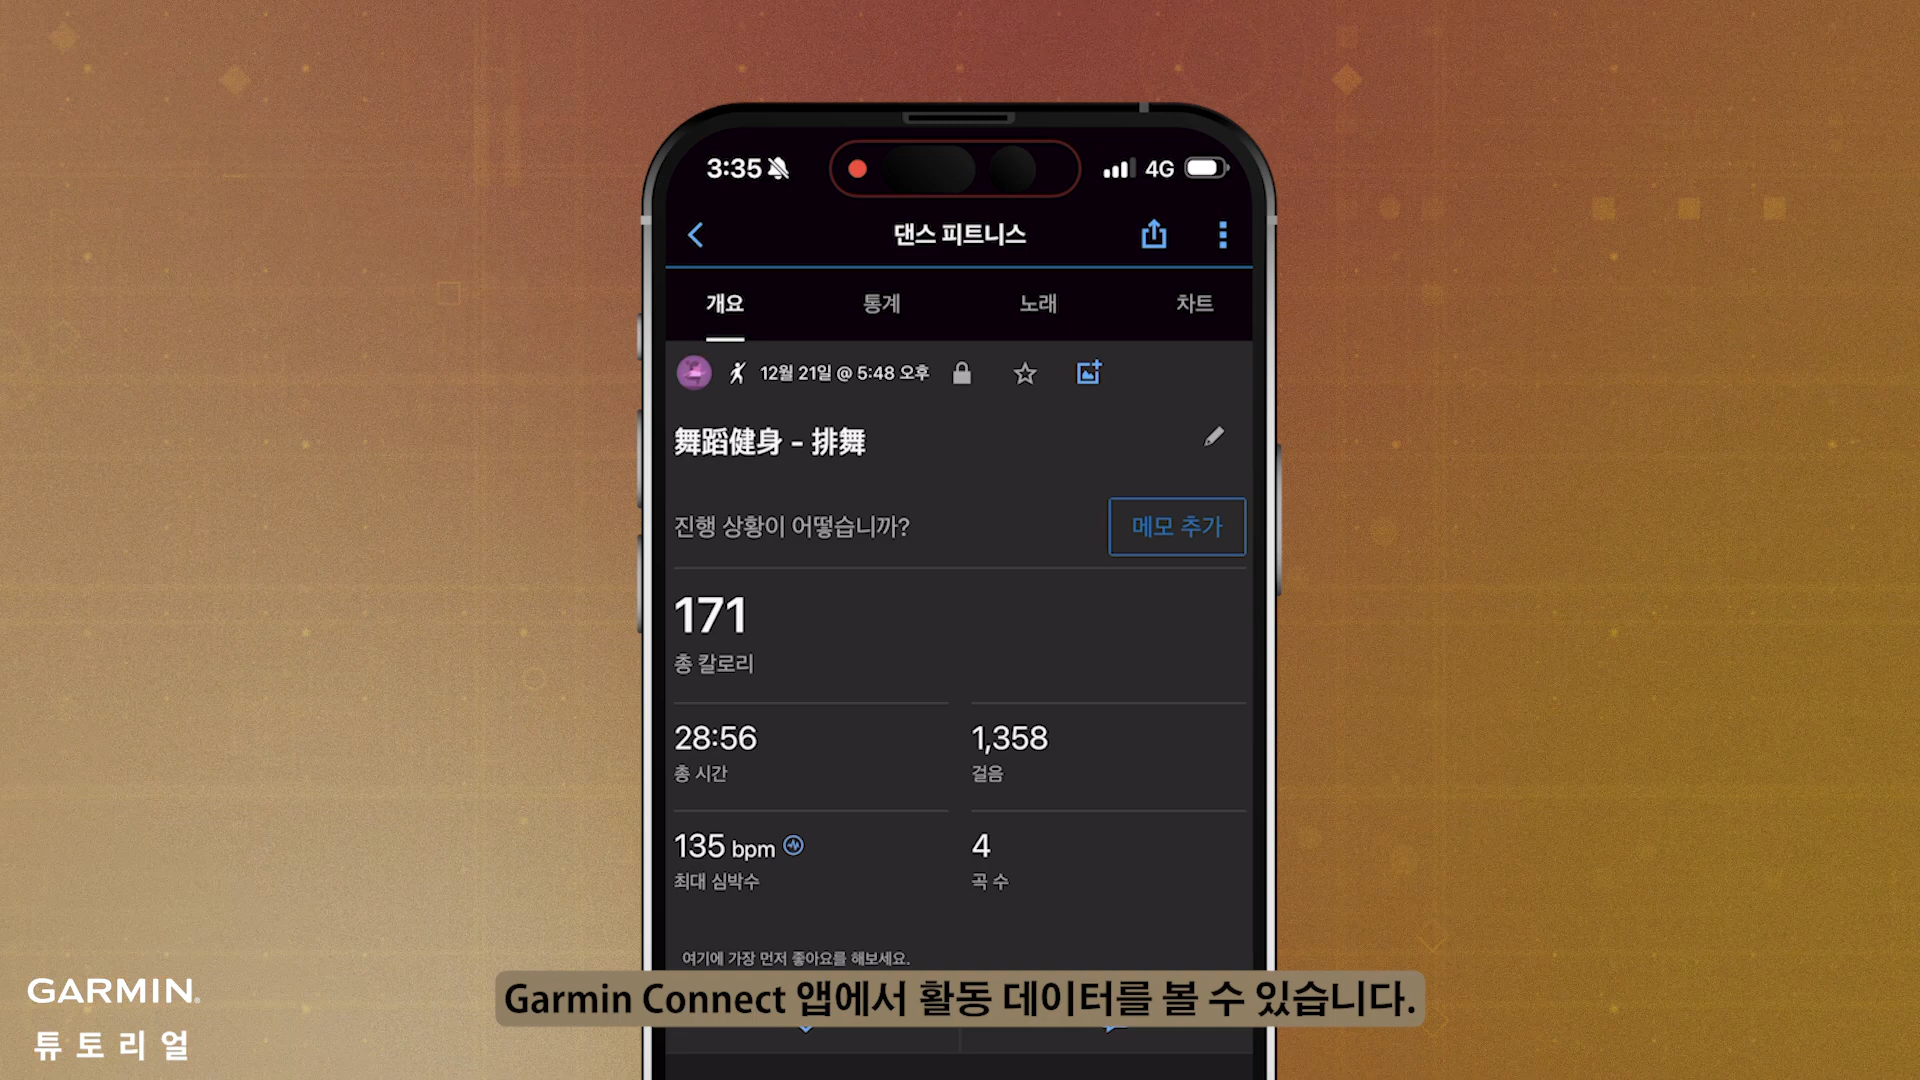 3:35
4G
댄스 피트니스
개요
통계
노래
차트
12월 21일 @ 5:48 오후
舞蹈健身 - 排舞
진행 상황이 어떻습니까?
메모 추가
171
총 칼로리
28:56
총 시간
1,358
걸음
135 bpm
최대 심박수
4
곡 수
여기에 가장 먼저 좋아요를 해보세요.
Garmin Connect 앱에서 활동 데이터를 볼 수 있습니다.
GARMIN.
튜토리얼